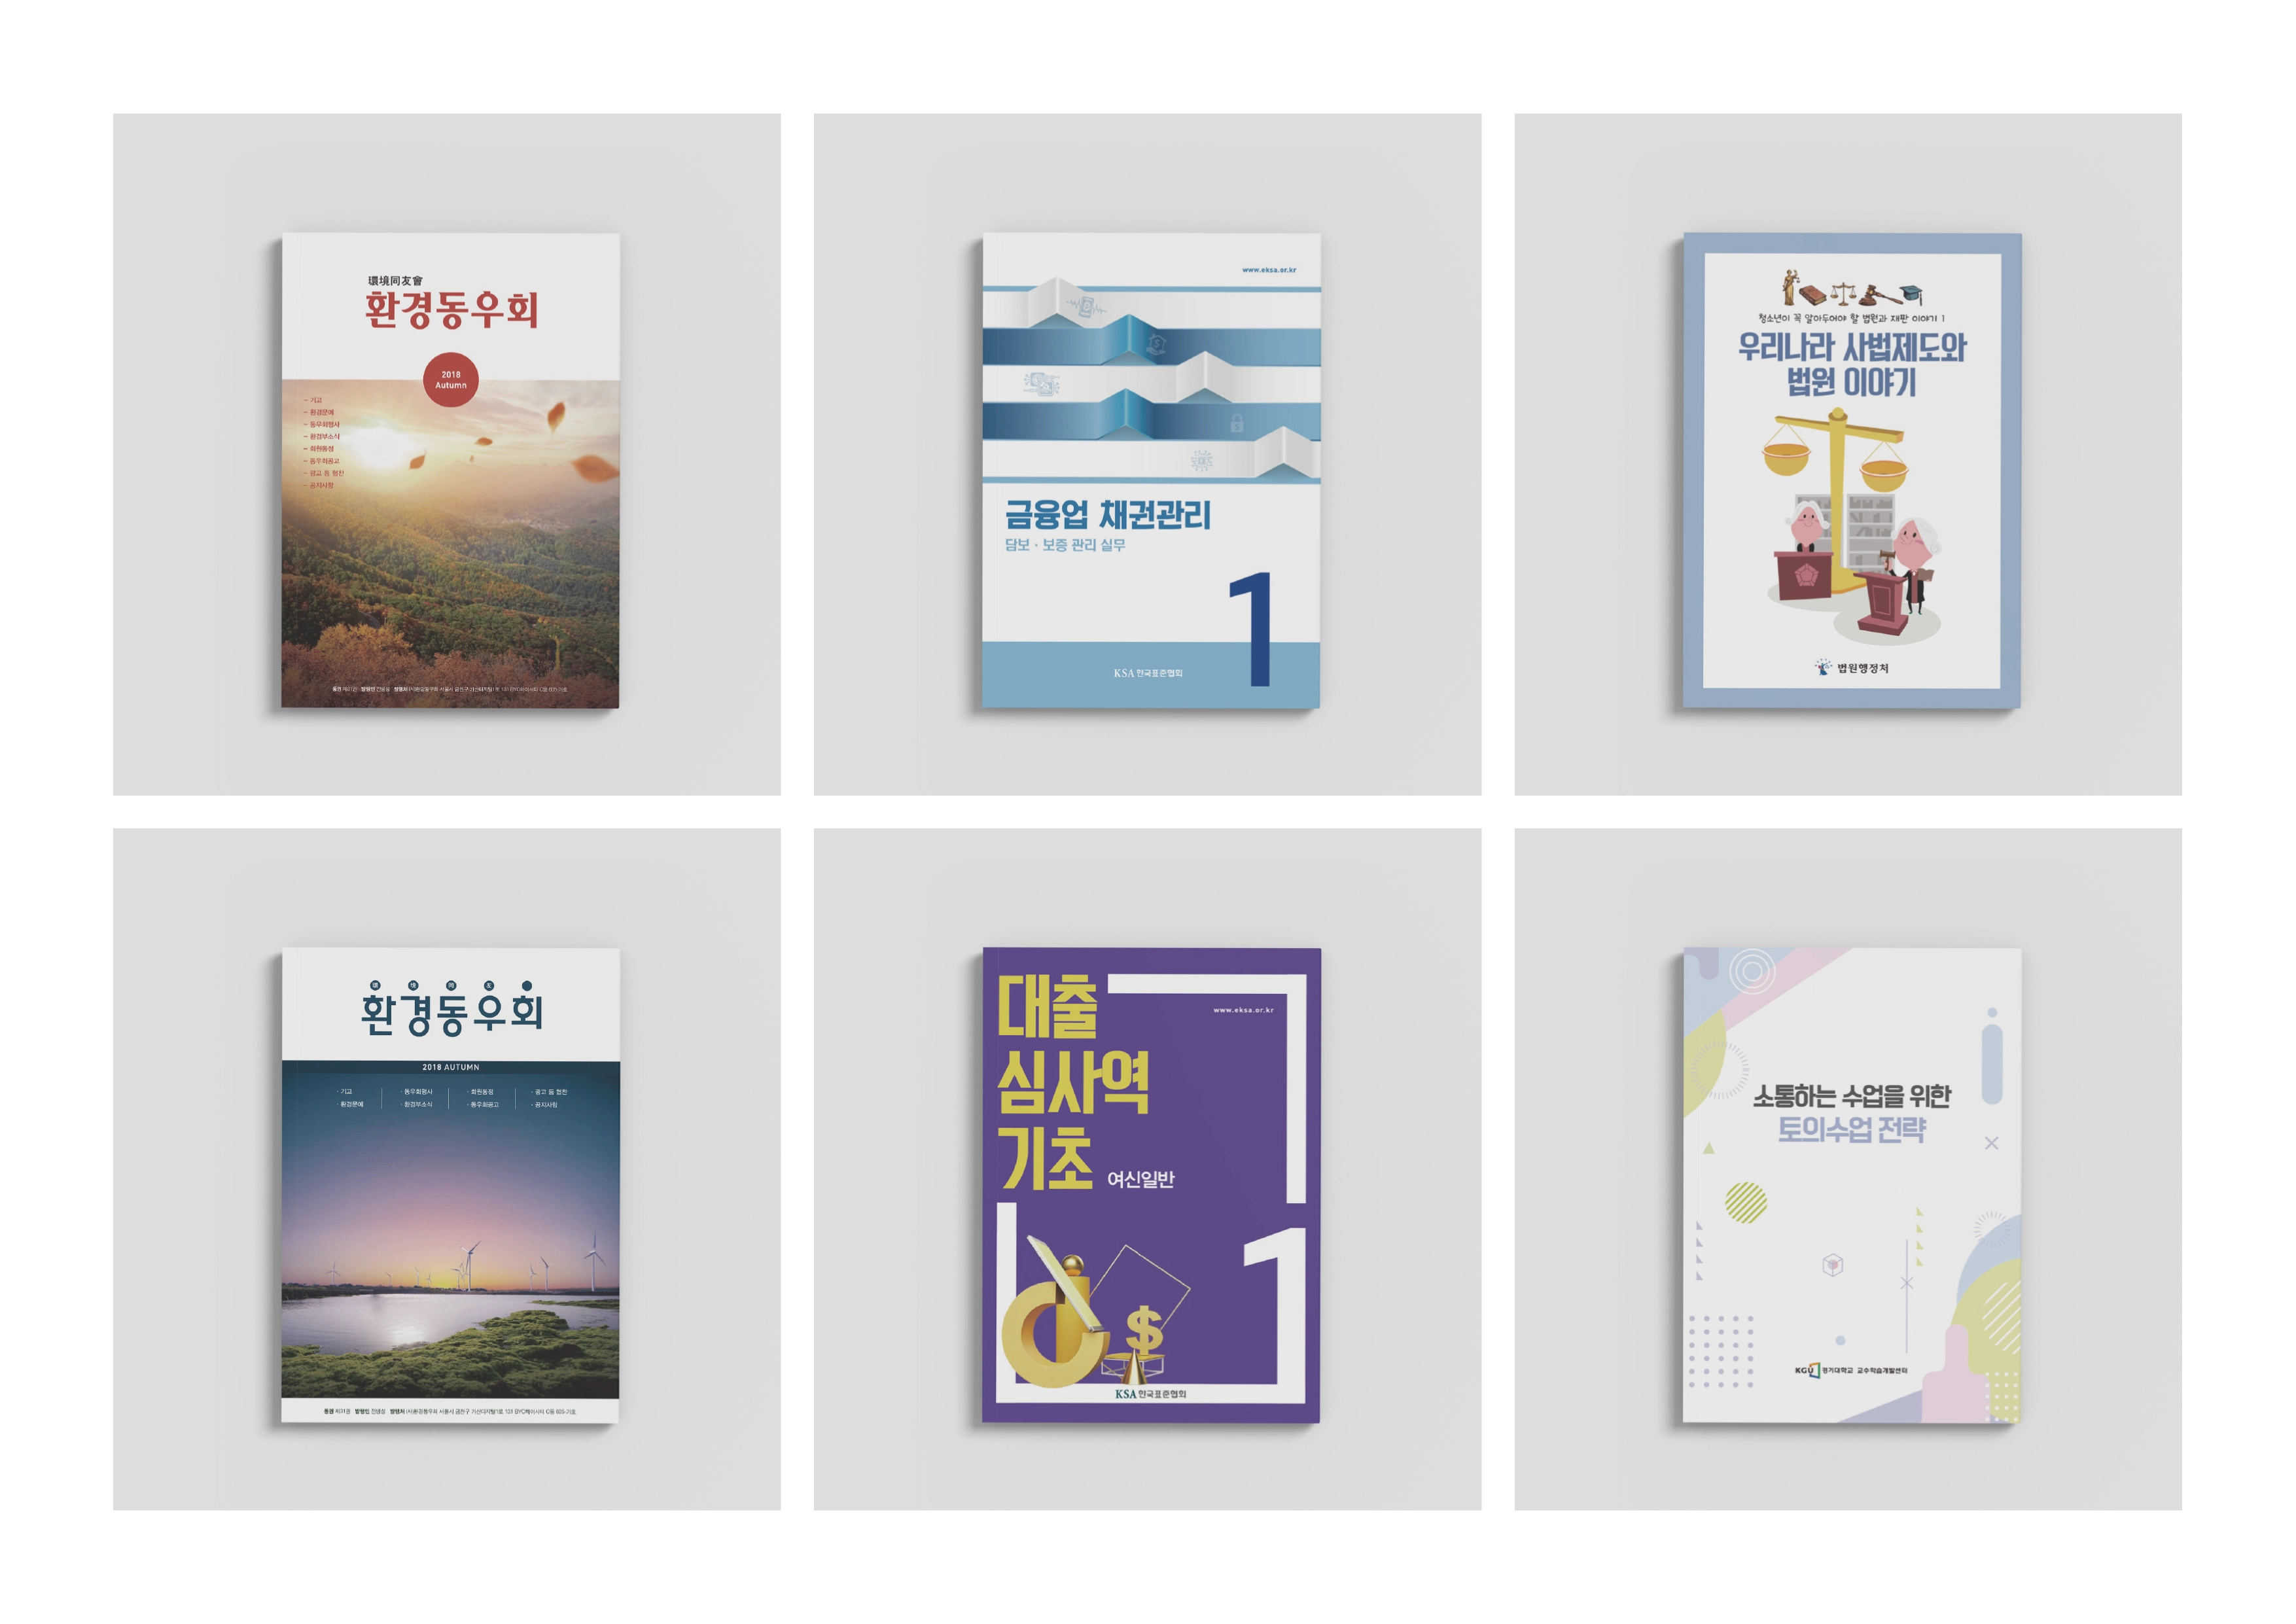 環境同友會
환경동우회
2018
Autumn
- 기고
- 환경문예
- 동우회행사
- 환경부소식
- 회원동정
- 동우회공고
- 광고 등 협찬
- 공지사항
www.eksa.or.kr
금융업 채권관리
담보 · 보증 관리 실무
1
KSA 한국표준협회
청소년이 꼭 알아두어야 할 법원과 재판 이야기 1
우리나라 사법제도와
법원 이야기
법원행정처
환경동우회
2018 AUTUMN
· 기고 · 동우회행사 · 회원동정 · 광고 등 협찬
· 환경문예 · 환경부소식 · 동우회공고 · 공지사항
대출
심사역
기초 여신일반
www.eksa.or.kr
1
KSA 한국표준협회
소통하는 수업을 위한
토의수업 전략
KGU 경기대학교 교수학습개발센터